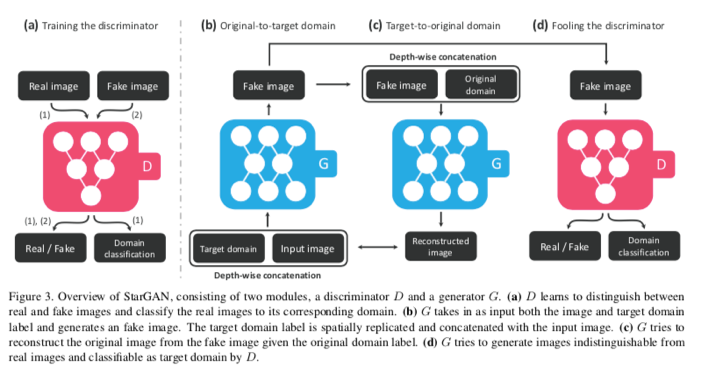 (a) Training the discriminator
(b) Original-to-target domain
(c) Target-to-original domain
(d) Fooling the discriminator
Depth-wise concatenation
Real image
Fake image
Fake image
Fake image
Original
domain
Fake image
(1)
(2)
D
G
G
D
(1), (2)
(1)
Real / Fake
Domain
classification
Target domain
Input image
Reconstructed
image
Real / Fake
Domain
classification
Depth-wise concatenation
Figure 3. Overview of StarGAN, consisting of two modules, a discriminator D and a generator G. (a) D learns to distinguish between
real and fake images and classify the real images to its corresponding domain. (b) G takes in as input both the image and target domain
label and generates an fake image. The target domain label is spatially replicated and concatenated with the input image. (c) G tries to
reconstruct the original image from the fake image given the original domain label. (d) G tries to generate images indistinguishable from
real images and classifiable as target domain by D.